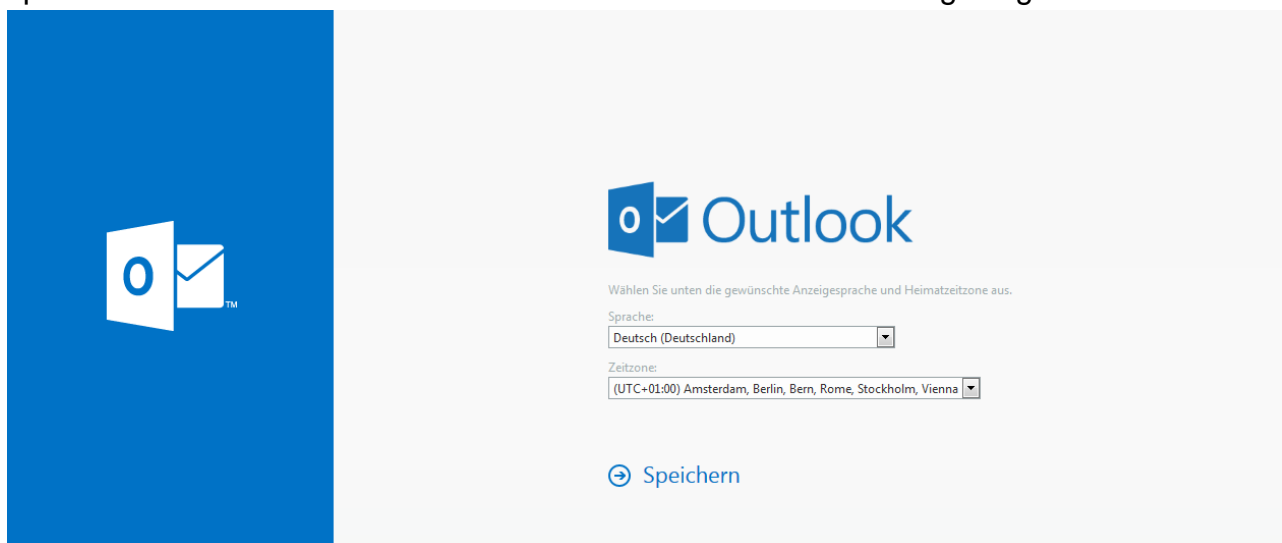 O
TM
O Outlook
Wählen Sie unten die gewünschte Anzeigesprache und Heimatzeitzone aus.
Sprache:
Deutsch (Deutschland)
Zeitzone:
(UTC+01:00) Amsterdam, Berlin, Bern, Rome, Stockholm, Vienna
Speichern